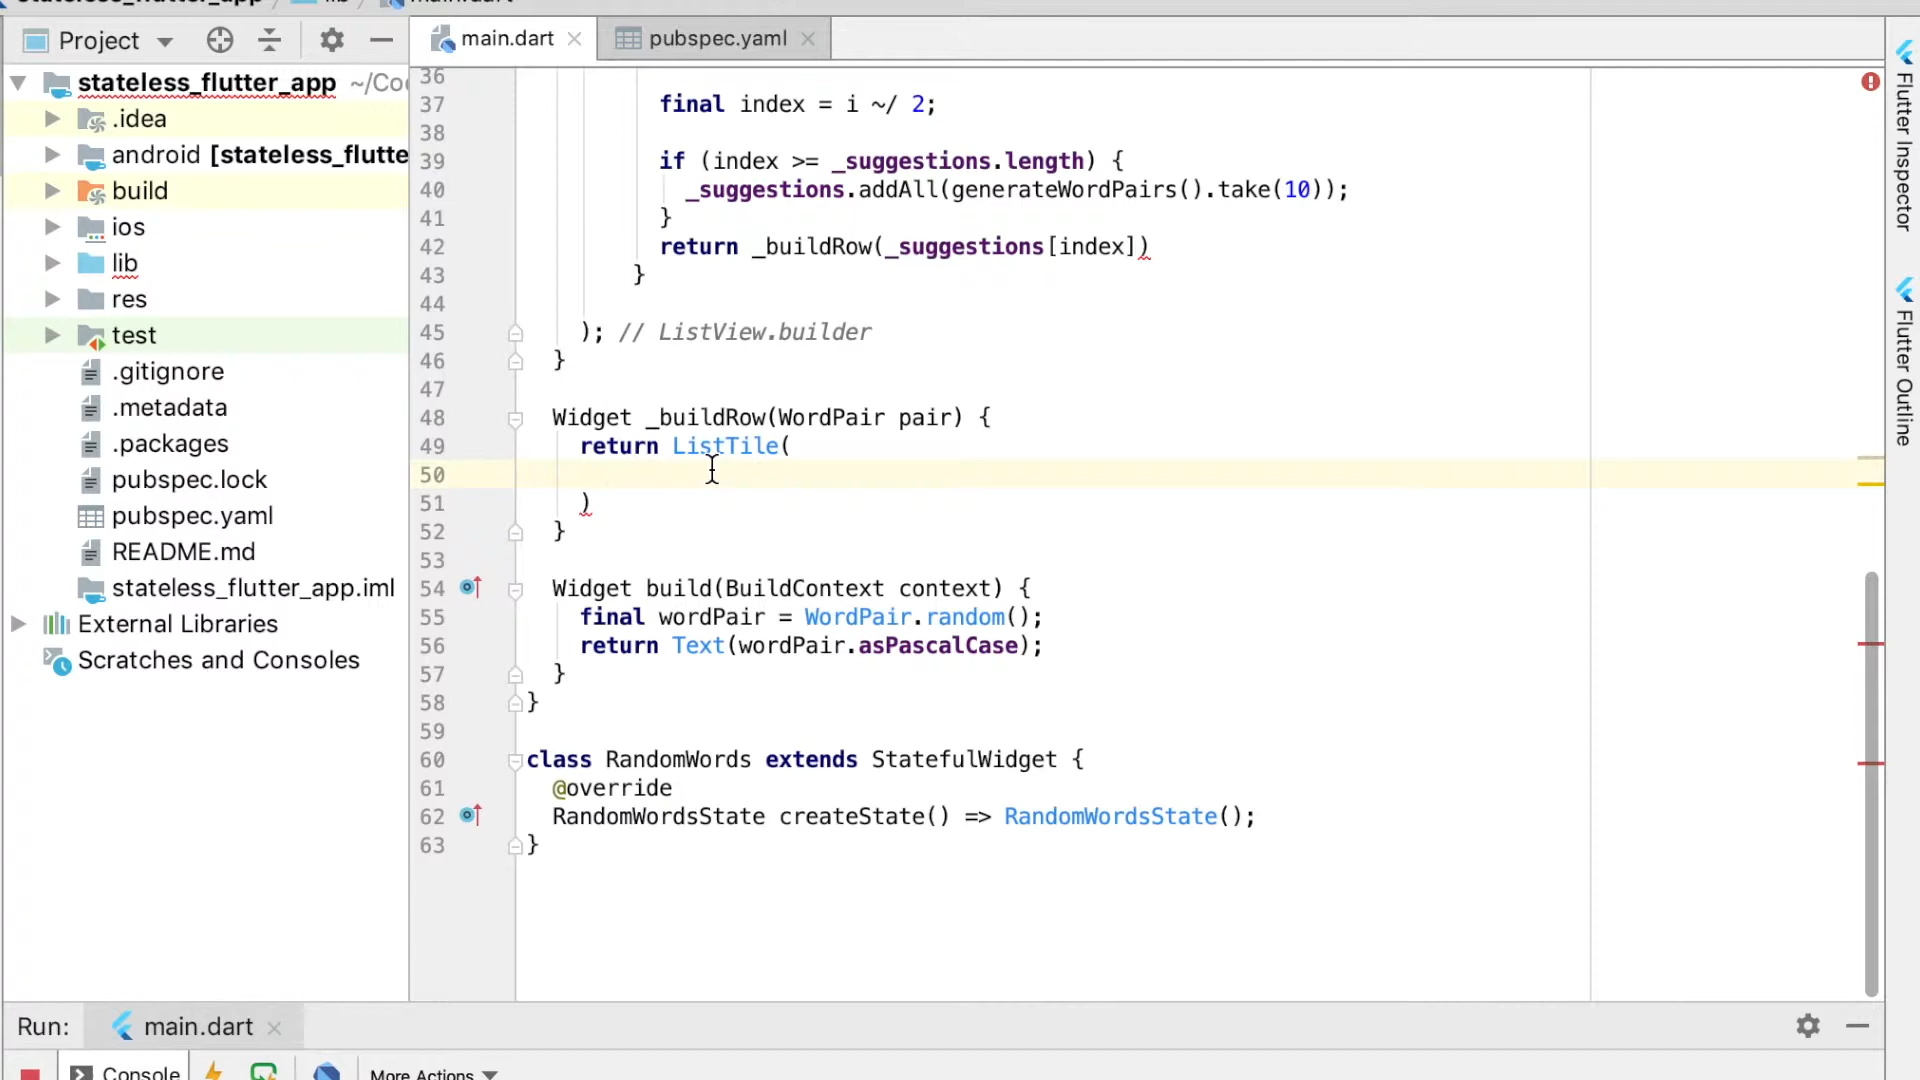 Project
main.dart
pubspec.yaml
stateless_flutter_app ~/Coo
.idea
android [stateless_flutte
build
ios
lib
res
test
.gitignore
.metadata
.packages
pubspec.lock
pubspec.yaml
README.md
stateless_flutter_app.iml
External Libraries
Scratches and Consoles
36
37 final index = i ~/ 2;
38
39 if (index >= _suggestions.length) {
40 _suggestions.addAll(generateWordPairs().take(10));
41 }
42 return _buildRow(_suggestions[index])
43 }
44
45 ); // ListView.builder
46 }
47
48 Widget _buildRow(WordPair pair) {
49 return ListTile(
50
51 )
52 }
53
54 Widget build(BuildContext context) {
55 final wordPair = WordPair.random();
56 return Text(wordPair.asPascalCase);
57 }
58 }
59
60 class RandomWords extends StatefulWidget {
61 @override
62 RandomWordsState createState() => RandomWordsState();
63 }
Flutter Inspector
Flutter Outline
Run: main.dart
Console More Actions